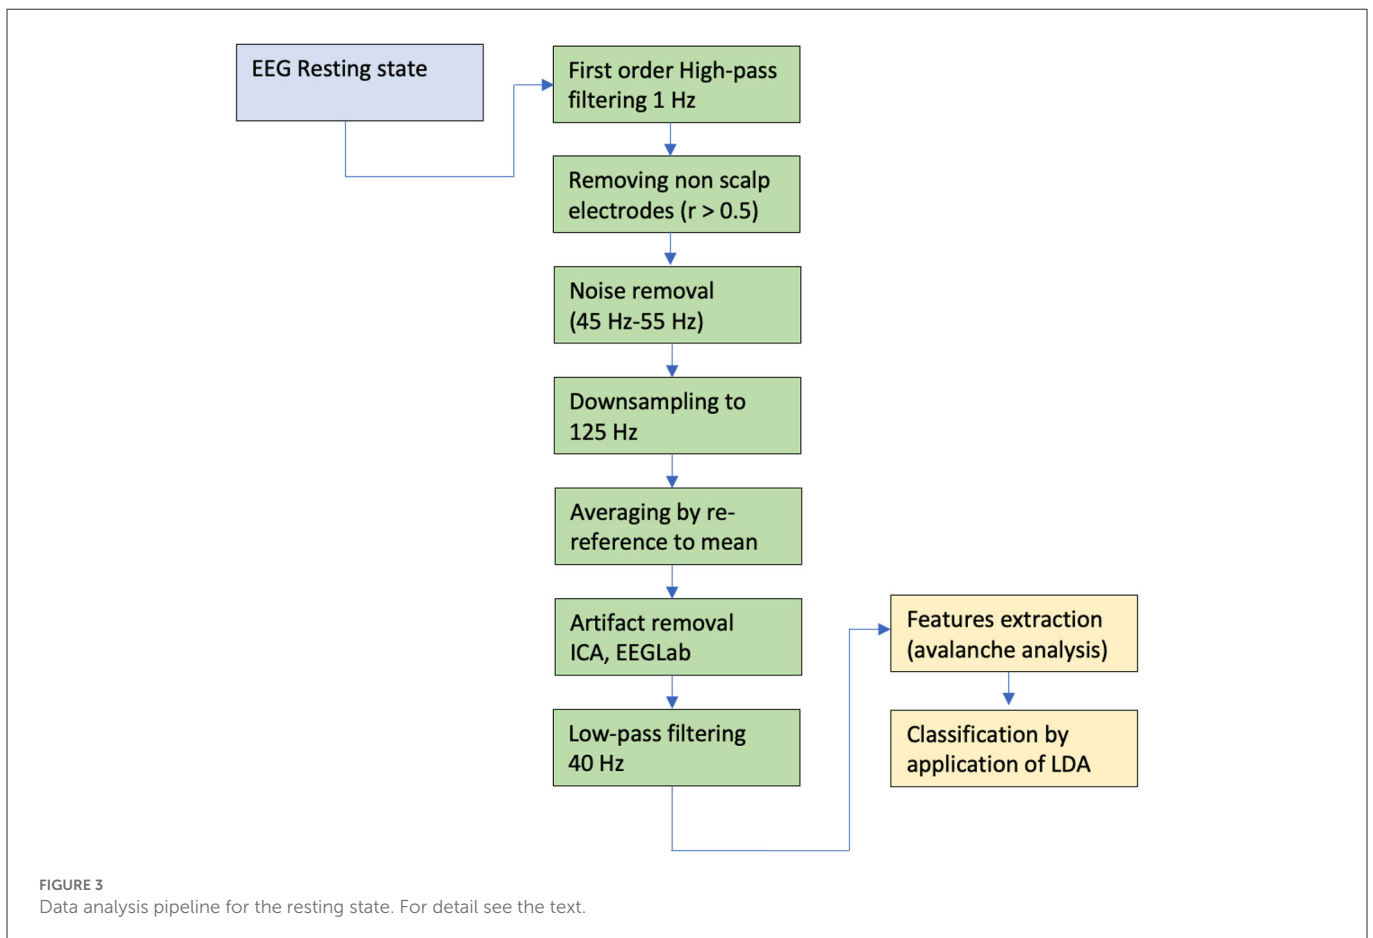 EEG Resting state
First order High-pass
filtering 1 Hz
Removing non scalp
electrodes (r > 0.5)
Noise removal
(45 Hz-55 Hz)
Downsampling to
125 Hz
Averaging by re-
reference to mean
Artifact removal
ICA, EEGLab
Low-pass filtering
40 Hz
Features extraction
(avalanche analysis)
Classification by
application of LDA
FIGURE 3
Data analysis pipeline for the resting state. For detail see the text.